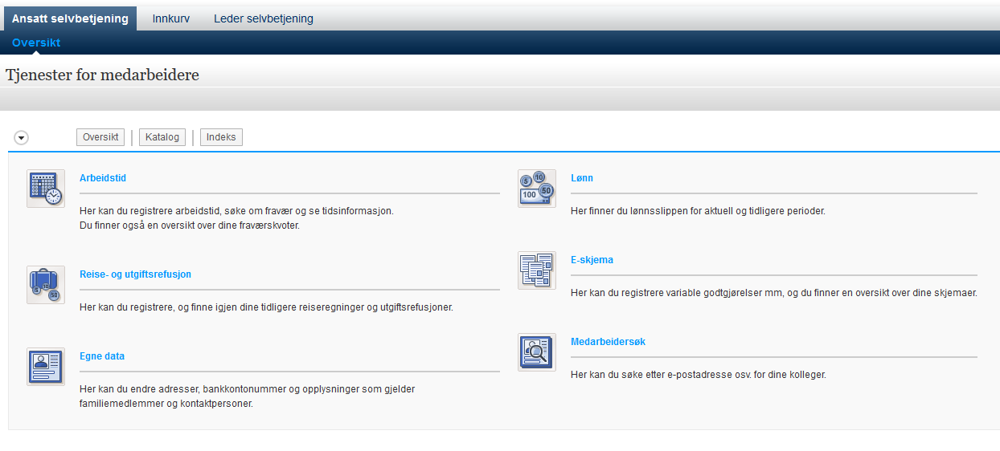 Ansatt selvbetjening Innkurv Leder selvbetjening
Oversikt
Tjenester for medarbeidere
Oversikt Katalog Indeks
Arbeidstid
Her kan du registrere arbeidstid, søke om fravær og se tidsinformasjon.
Du finner også en oversikt over dine fraværskvoter.
Reise- og utgiftsrefusjon
Her kan du registrere, og finne igjen dine tidligere reiseregninger og utgiftsrefusjoner.
Egne data
Her kan du endre adresser, bankkontonummer og opplysninger som gjelder
familiemedlemmer og kontaktpersoner.
5 10
100 50
Lønn
Her finner du lønnsslippen for aktuell og tidligere perioder.
E-skjema
Her kan du registrere variable godtgjørelser mm, og du finner en oversikt over dine skjemaer.
Medarbeidersøk
Her kan du søke etter e-postadresse osv. for dine kolleger.